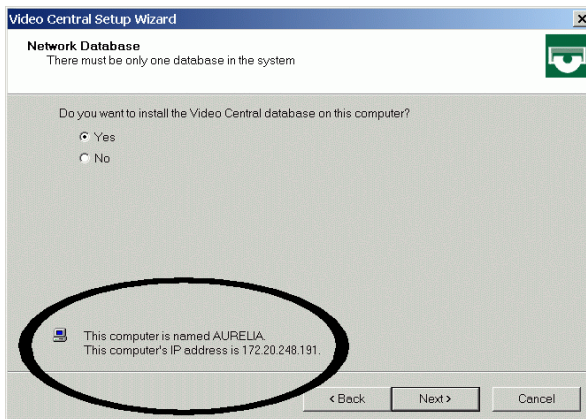 Video Central Setup Wizard
Network Database
There must be only one database in the system
Do you want to install the Video Central database on this computer?
Yes
No
This computer is named AURELIA.
This computer's IP address is 172.20.248.191.
< Back
Next >
Cancel